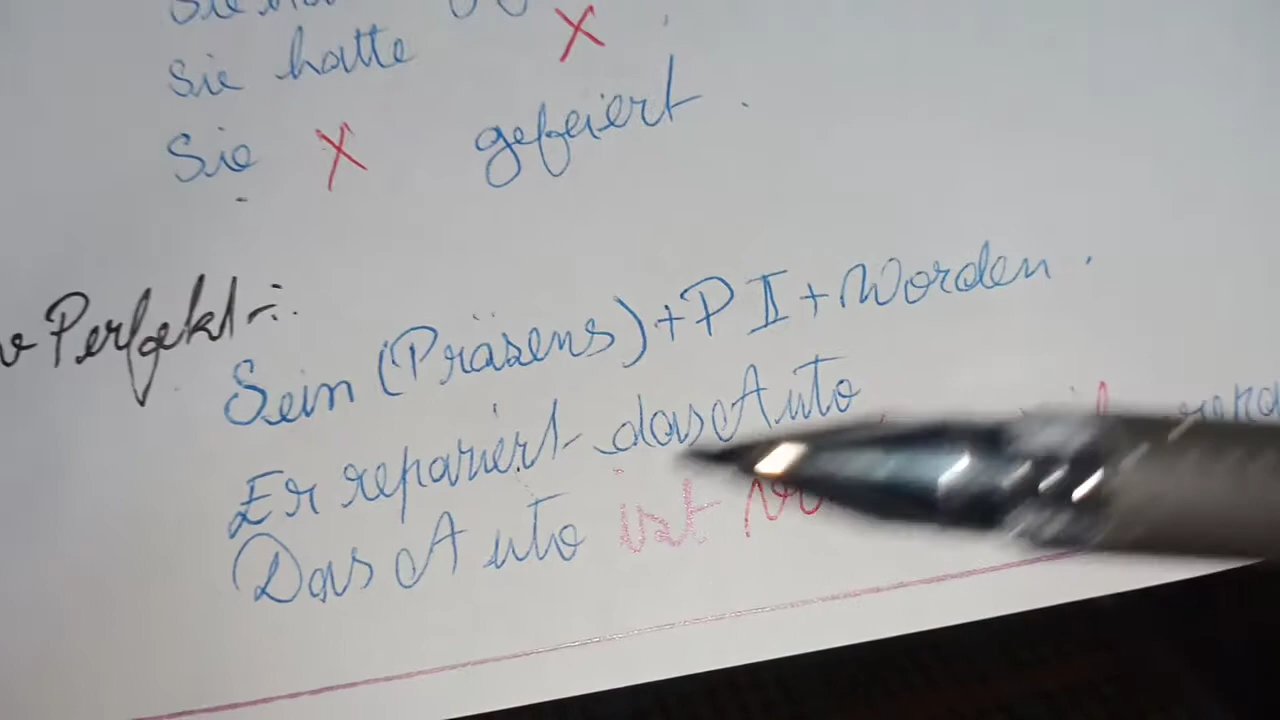 Sie hatte X
Sie X gefeiert.
Perfekt-:
Sein (Präsens)+P II + Worden.
Er repariert das Auto
Das Auto ist